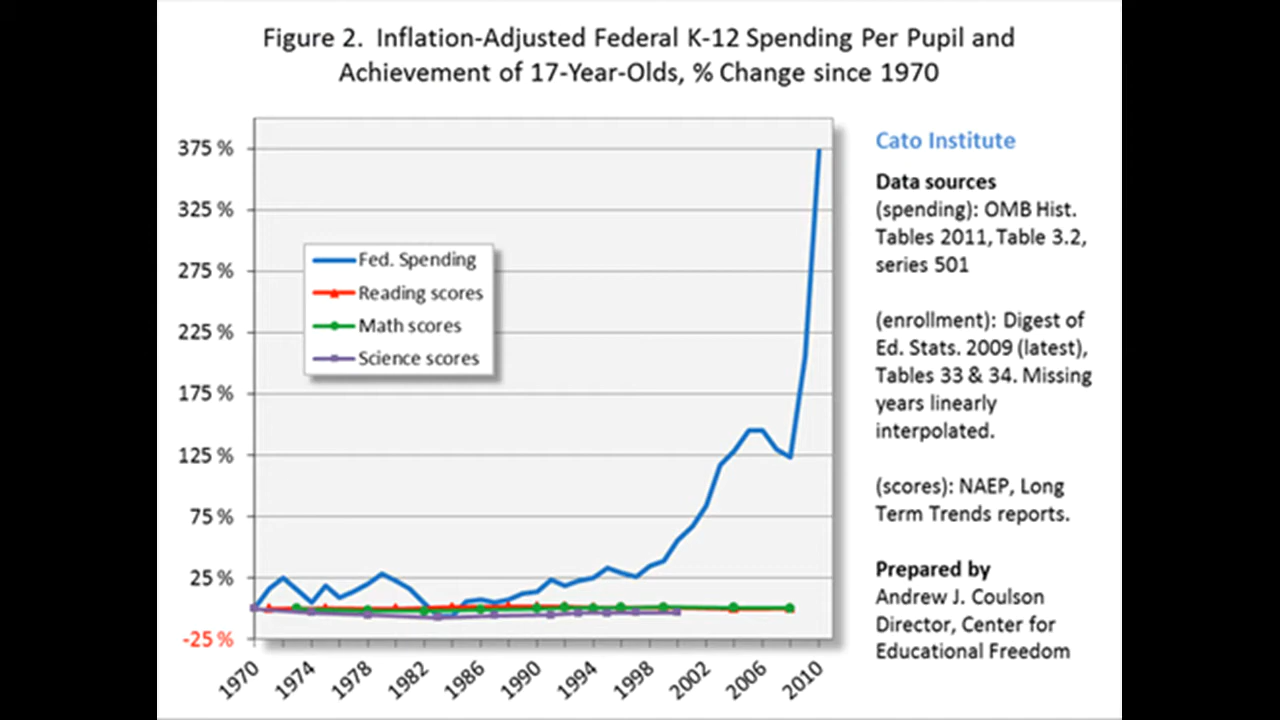 Figure 2. Inflation-Adjusted Federal K-12 Spending Per Pupil and
Achievement of 17-Year-Olds, % Change since 1970
375 %
325 %
275 %
225 %
175 %
125 %
75 %
25 %
-25 %
Fed. Spending
Reading scores
Math scores
Science scores
1970
1974
1978
1982
1986
1990
1994
1998
2002
2006
2010
Cato Institute
Data sources
(spending): OMB Hist.
Tables 2011, Table 3.2,
series 501
(enrollment): Digest of
Ed. Stats. 2009 (latest),
Tables 33 & 34. Missing
years linearly
interpolated.
(scores): NAEP, Long
Term Trends reports.
Prepared by
Andrew J. Coulson
Director, Center for
Educational Freedom